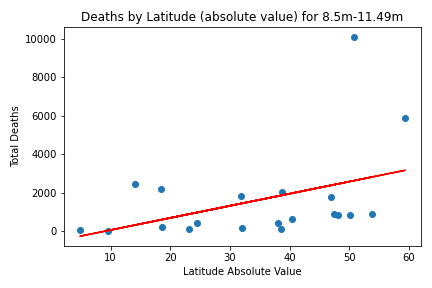 Deaths by Latitude (absolute value) for 8.5m-11.49m
10000
8000
6000
4000
2000
0
Total Deaths
10 20 30 40 50 60
Latitude Absolute Value